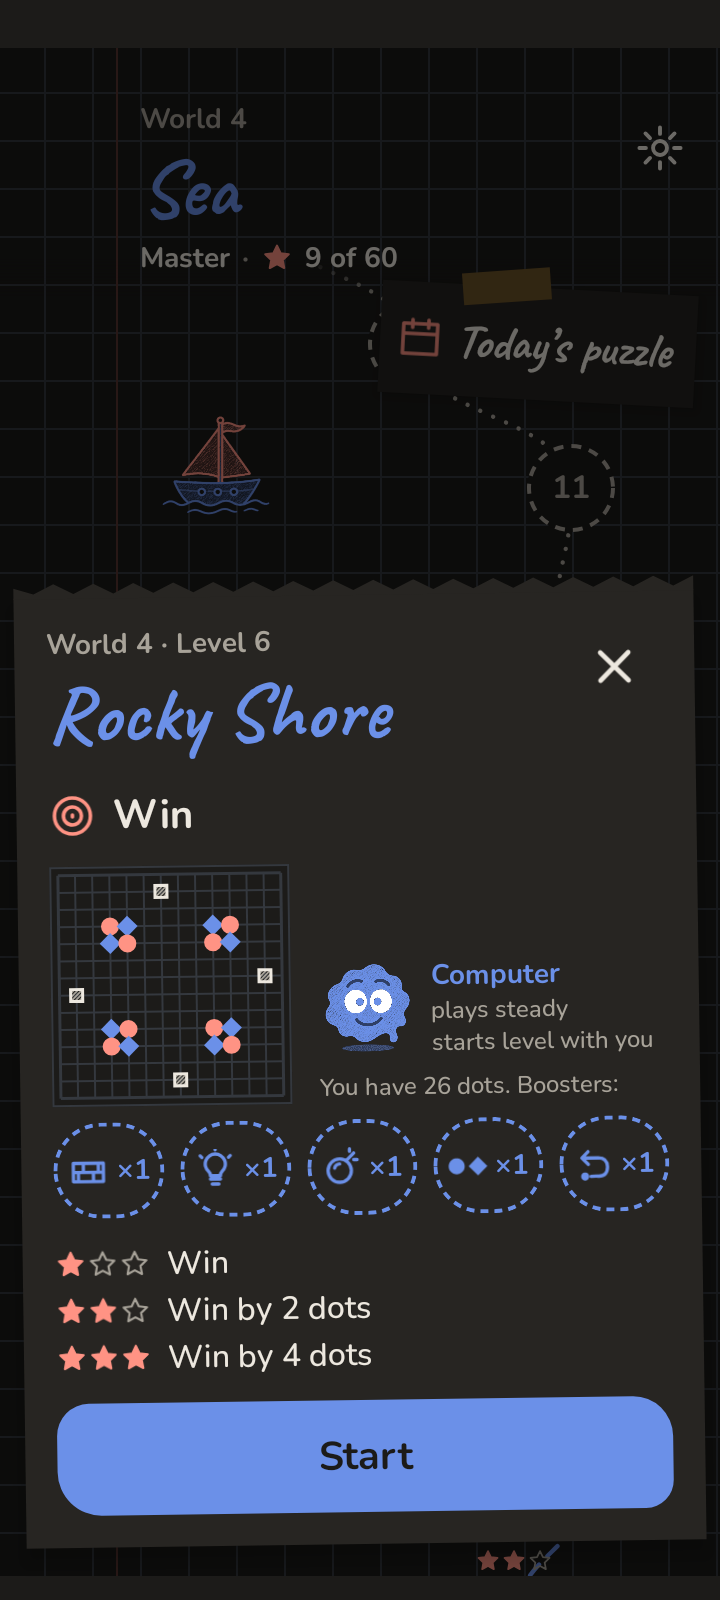 World 4
Sea
Master · 9 of 60
Today's puzzle
11
World 4 · Level 6
Rocky Shore
Win
Computer
plays steady
starts level with you
You have 26 dots. Boosters:
×1 ×1 ×1 ×1 ×1
Win
Win by 2 dots
Win by 4 dots
Start